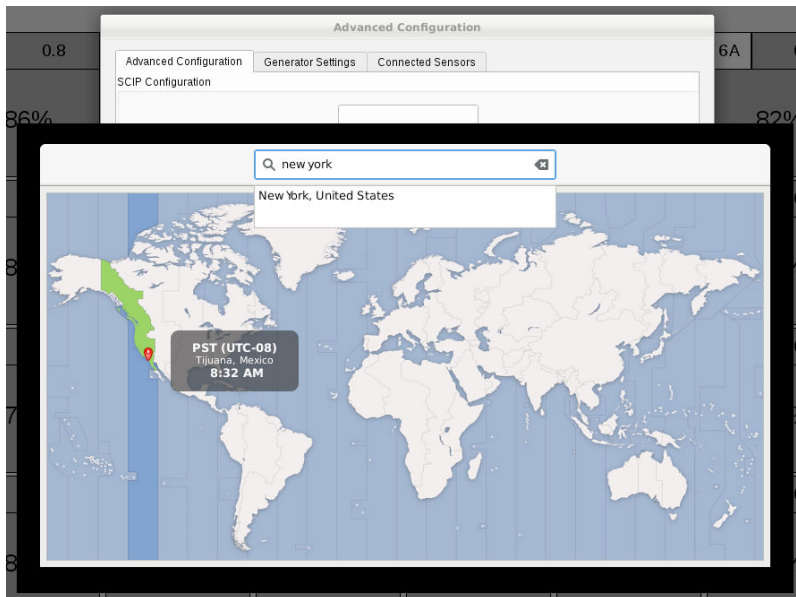 Advanced Configuration
0.8
6A
Advanced Configuration
Generator Settings
Connected Sensors
SCIP Configuration
86%
82%
new york
New York, United States
PST (UTC-08)
Tijuana, Mexico
8:32 AM